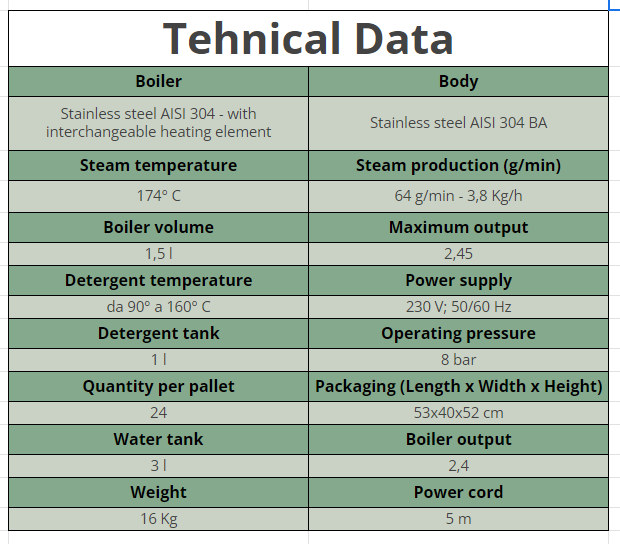 Tehnical Data
Boiler
Body
Stainless steel AISI 304 - with
interchangeable heating element
Stainless steel AISI 304 BA
Steam temperature
Steam production (g/min)
174º C
64 g/min - 3,8 Kg/h
Boiler volume
Maximum output
1,5 l
2,45
Detergent temperature
Power supply
da 90º a 160º C
230 V; 50/60 Hz
Detergent tank
Operating pressure
1 l
8 bar
Quantity per pallet
Packaging (Length x Width x Height)
24
53x40x52 cm
Water tank
Boiler output
3 l
2,4
Weight
Power cord
16 Kg
5 m